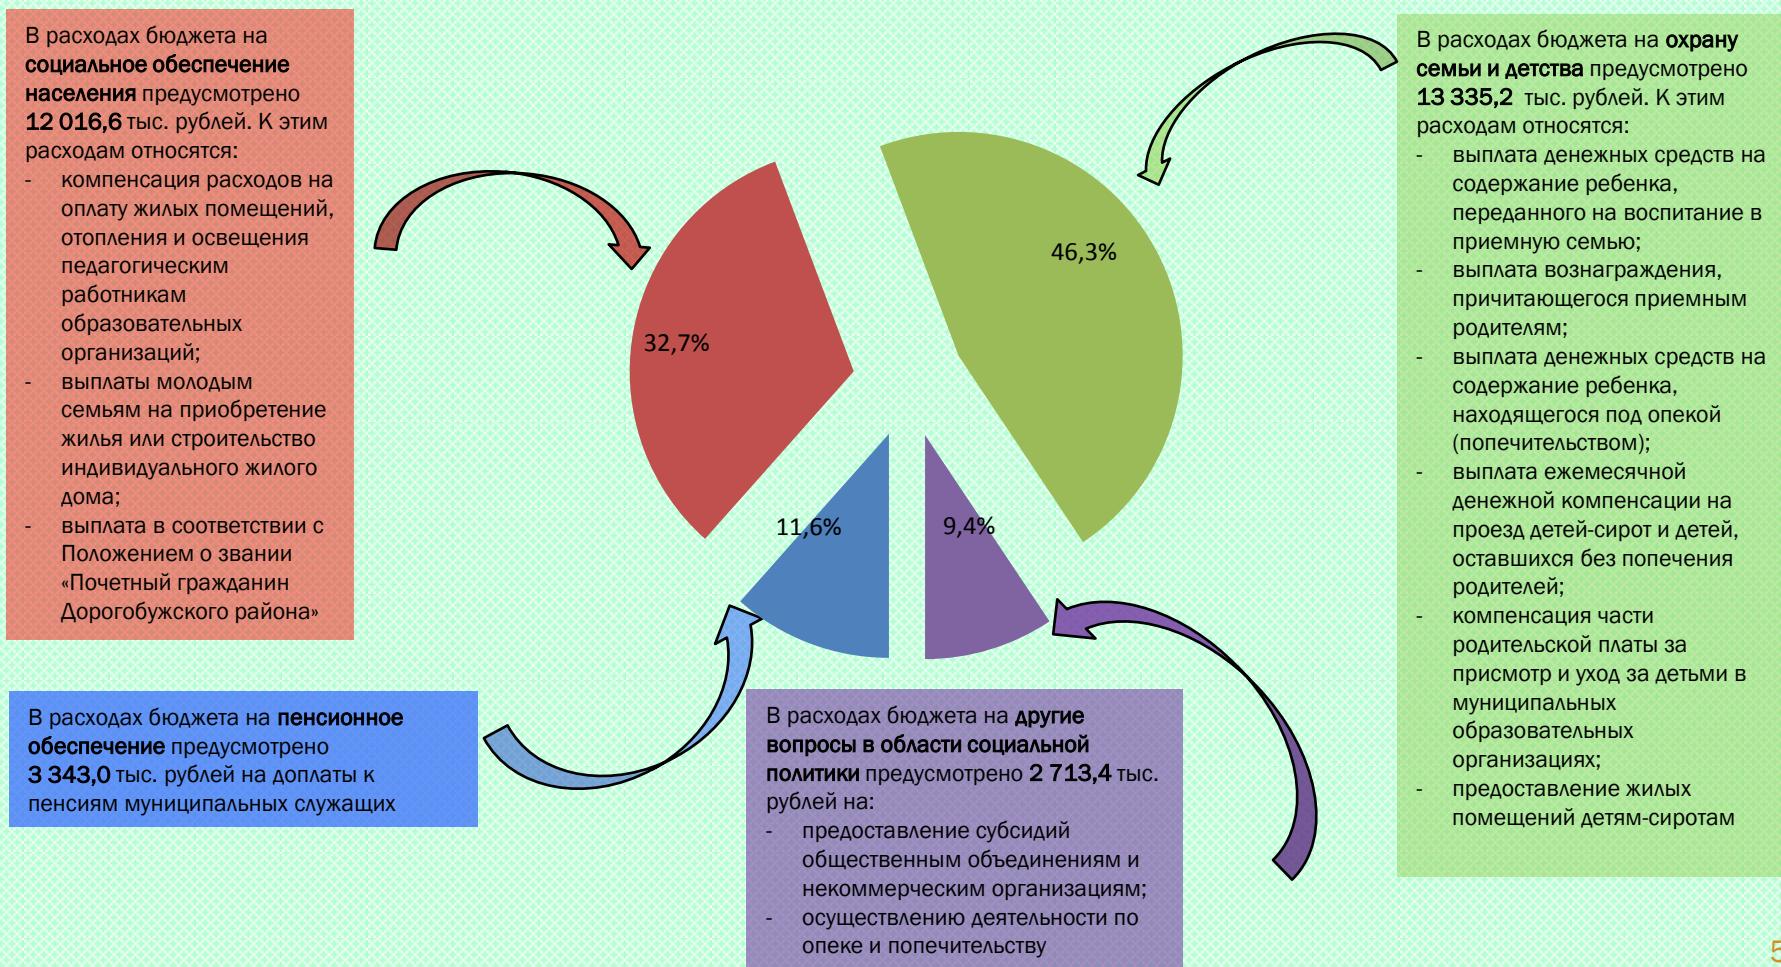 В расходах бюджета на
социальное обеспечение
населения предусмотрено
12 016,6 тыс. рублей. К этим
расходам относятся:
- компенсация расходов на
оплату жилых помещений,
отопления и освещения
педагогическим
работникам
образовательных
организаций;
- выплаты молодым
семьям на приобретение
жилья или строительство
индивидуального жилого
дома;
- выплата в соответствии с
Положением о звании
«Почетный гражданин
Дорогобужского района»
46,3%
32,7%
11,6%
9,4%
В расходах бюджета на охрану
семьи и детства предусмотрено
13 335,2 тыс. рублей. К этим
расходам относятся:
- выплата денежных средств на
содержание ребенка,
переданного на воспитание в
приемную семью;
- выплата вознаграждения,
причитающегося приемным
родителям;
- выплата денежных средств на
содержание ребенка,
находящегося под опекой
(попечительством);
- выплата ежемесячной
денежной компенсации на
проезд детей-сирот и детей,
оставшихся без попечения
родителей;
- компенсация части
родительской платы за
присмотр и уход за детьми в
муниципальных
образовательных
организациях;
- предоставление жилых
помещений детям-сиротам
В расходах бюджета на пенсионное
обеспечение предусмотрено
3 343,0 тыс. рублей на доплаты к
пенсиям муниципальных служащих
В расходах бюджета на другие
вопросы в области социальной
политики предусмотрено 2 713,4 тыс.
рублей на:
- предоставление субсидий
общественным объединениям и
некоммерческим организациям;
- осуществлению деятельности по
опеке и попечительству